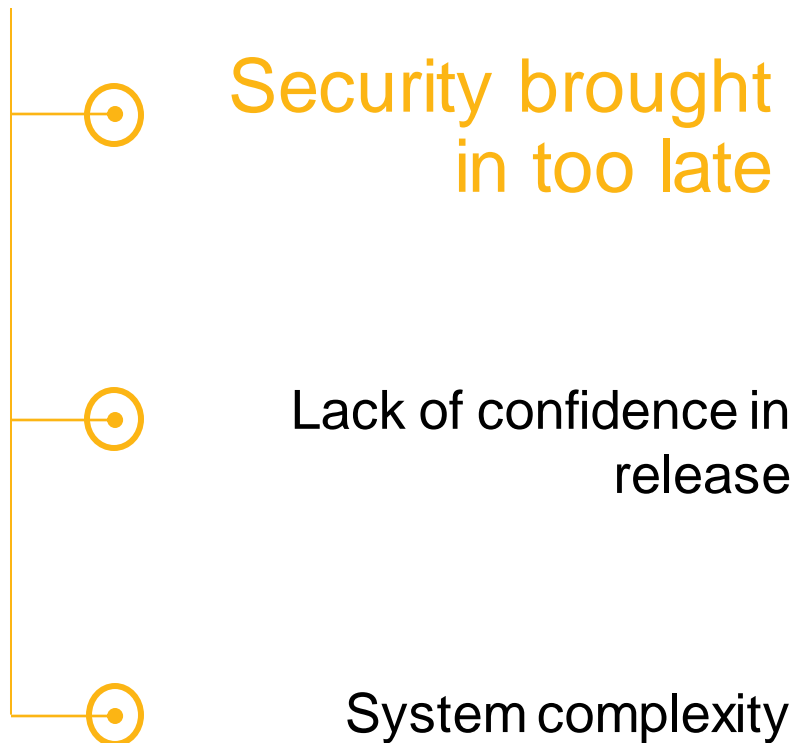 Security brought
in too late
Lack of confidence in
release
System complexity